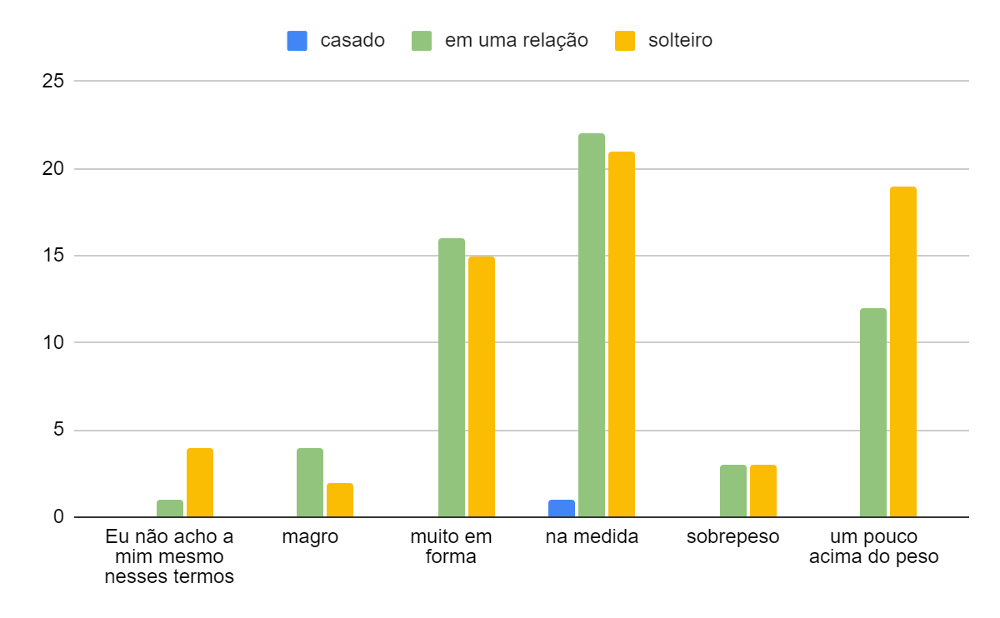 casado em uma relação solteiro
25
20
15
10
5
0
Eu não acho a
mim mesmo
nesses termos
magro
muito em
forma
na medida
sobrepeso
um pouco
acima do peso